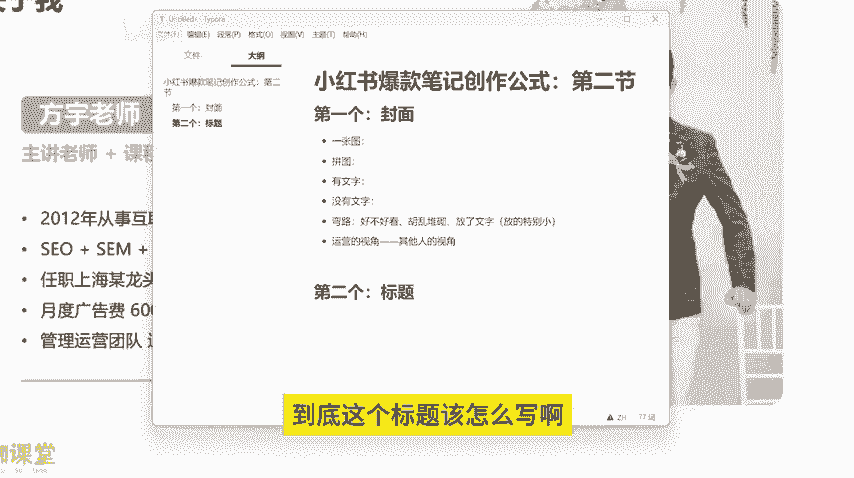 于我
Untitled - Typora
文件(F) 编辑(E) 段落(P) 格式(O) 视图(V) 主题(T) 帮助(H)
文件 大纲
小红书爆款笔记创作公式：第二节
第一个：封面
第二个：标题
小红书爆款笔记创作公式：第二节
第一个：封面
一张图：
拼图：
有文字：
没有文字：
弯路：好不好看、胡乱堆砌、放了文字（放的特别小）
运营的视角——其他人的视角
第二个：标题
方宇老师
主讲老师 + 课程
2012年从事互联
SEO + SEM +
任职上海某龙头
月度广告费 600
管理运营团队
到底这个标题该怎么写啊
ZH 77 词
课堂